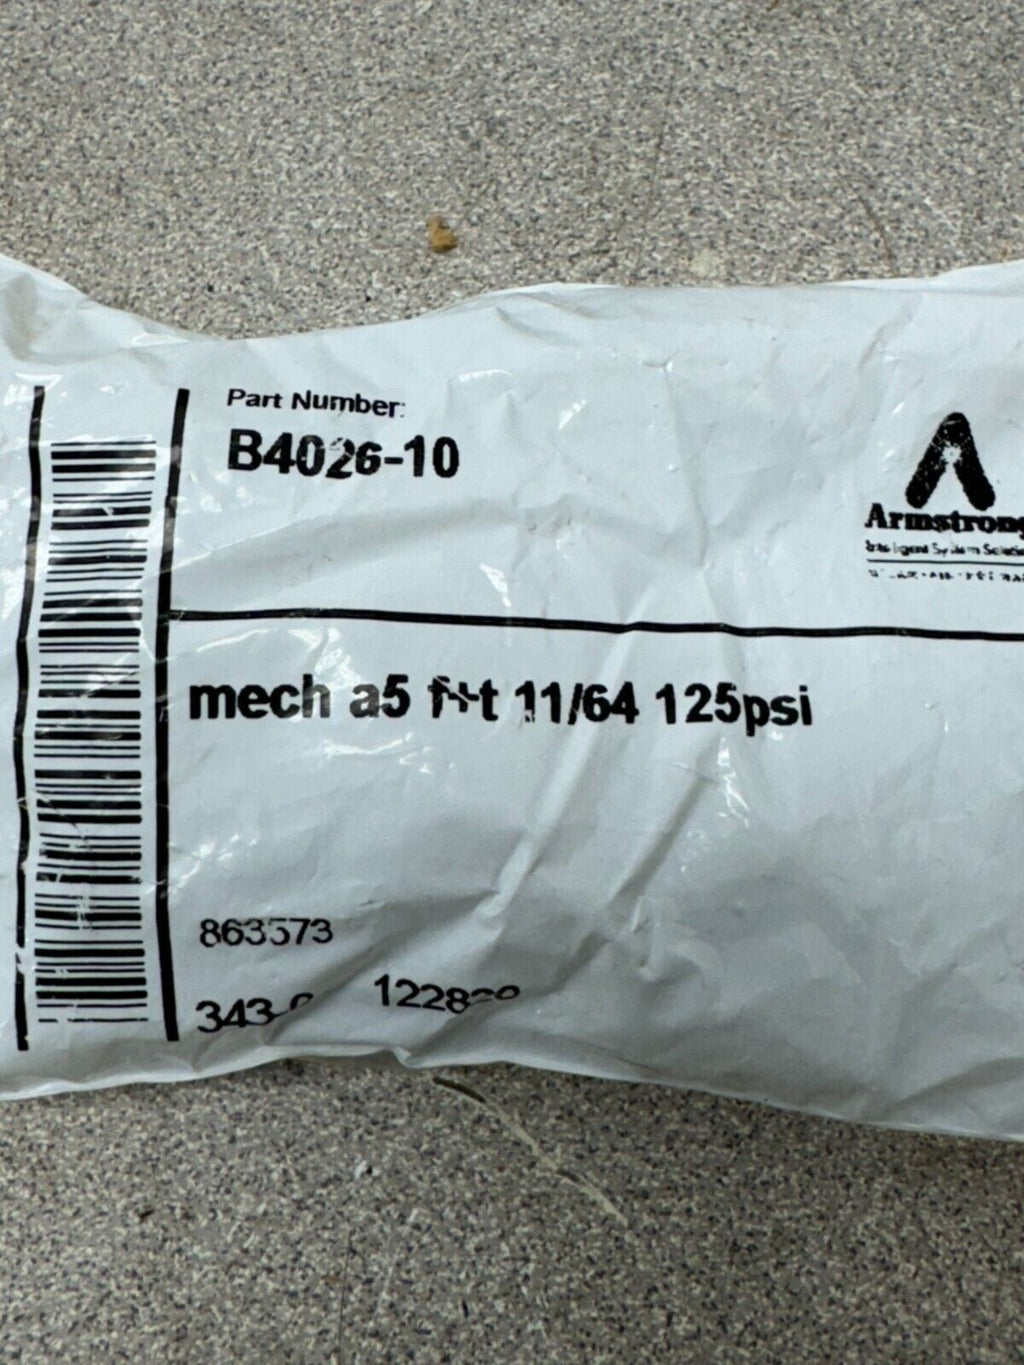 Part Number:
B4026-10
Armstrong
mech a5 f+t 11/64 125psi
863573